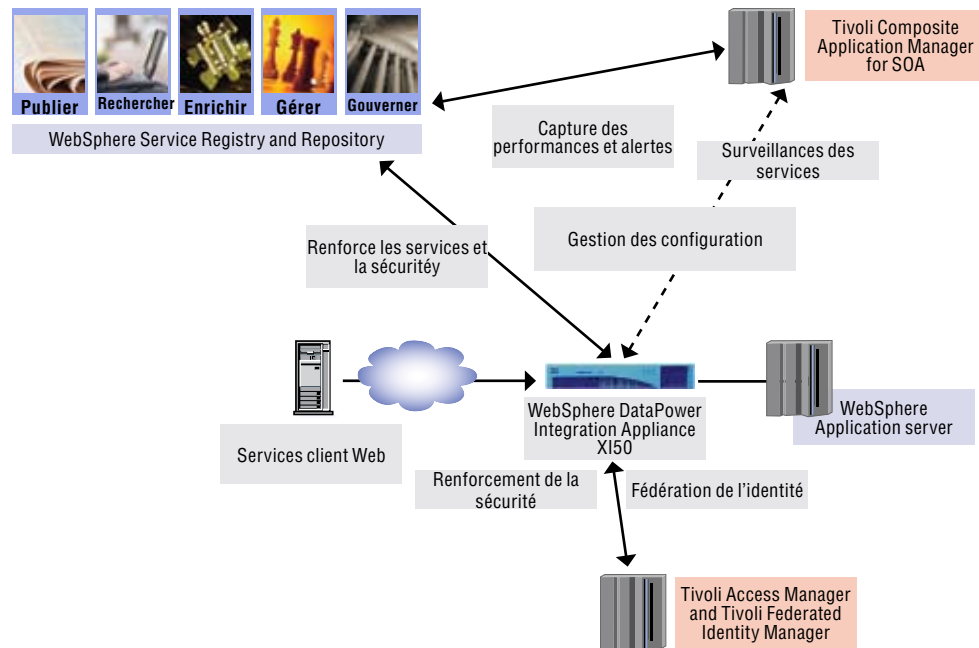 Publier
Rechercher
Enrichir
Gérer
Gouverner
WebSphere Service Registry and Repository
Tivoli Composite
Application Manager
for SOA
Capture des
performances et alertes
Surveillances des
services
Renforce les services et
la sécuritéy
Gestion des configuration
Services client Web
WebSphere DataPower
Integration Appliance
XI50
WebSphere
Application server
Renforcement de la
sécurité
Fédération de l'identité
Tivoli Access Manager
and Tivoli Federated
Identity Manager